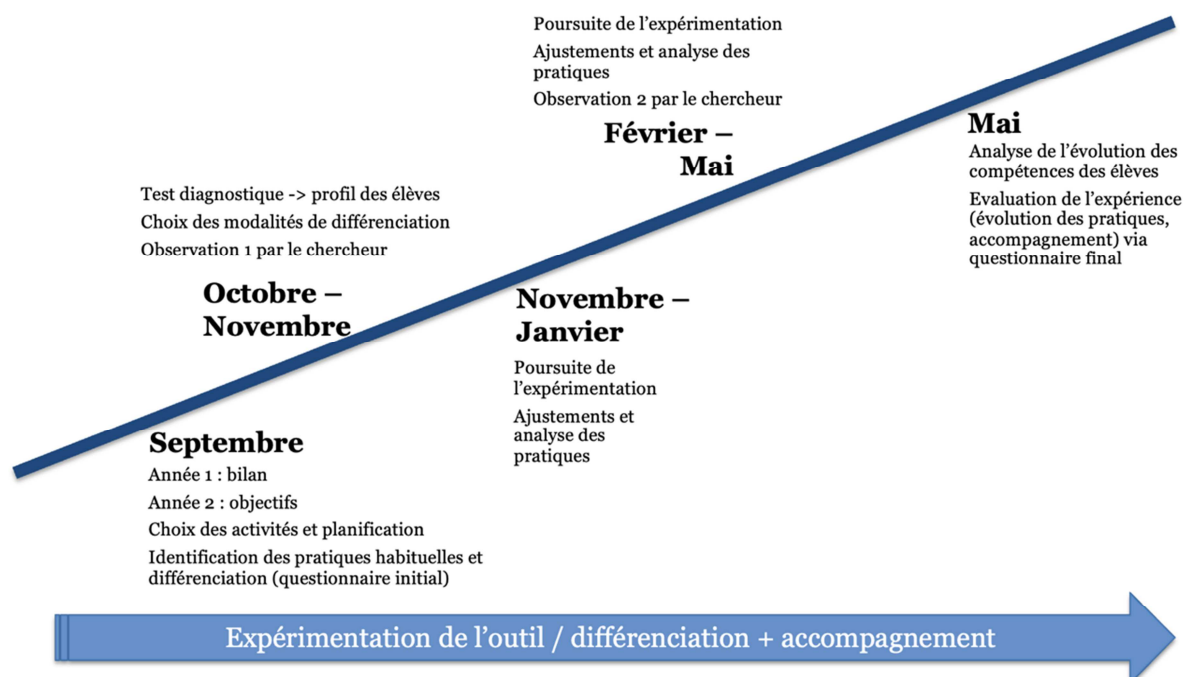 Poursuite de l’expérimentation
Ajustements et analyse des
pratiques
Observation 2 par le chercheur
Février –
Mai
Mai
Analyse de l’évolution des
compétences des élèves
Evaluation de l’expérience
(évolution des pratiques,
accompagnement) via
questionnaire final
Test diagnostique -> profil des élèves
Choix des modalités de différenciation
Observation 1 par le chercheur
Octobre –
Novembre
Novembre –
Janvier
Poursuite de
l’expérimentation
Ajustements et
analyse des
pratiques
Septembre
Année 1 : bilan
Année 2 : objectifs
Choix des activités et planification
Identification des pratiques habituelles et
différenciation (questionnaire initial)
Expérimentation de l’outil / différenciation + accompagnement